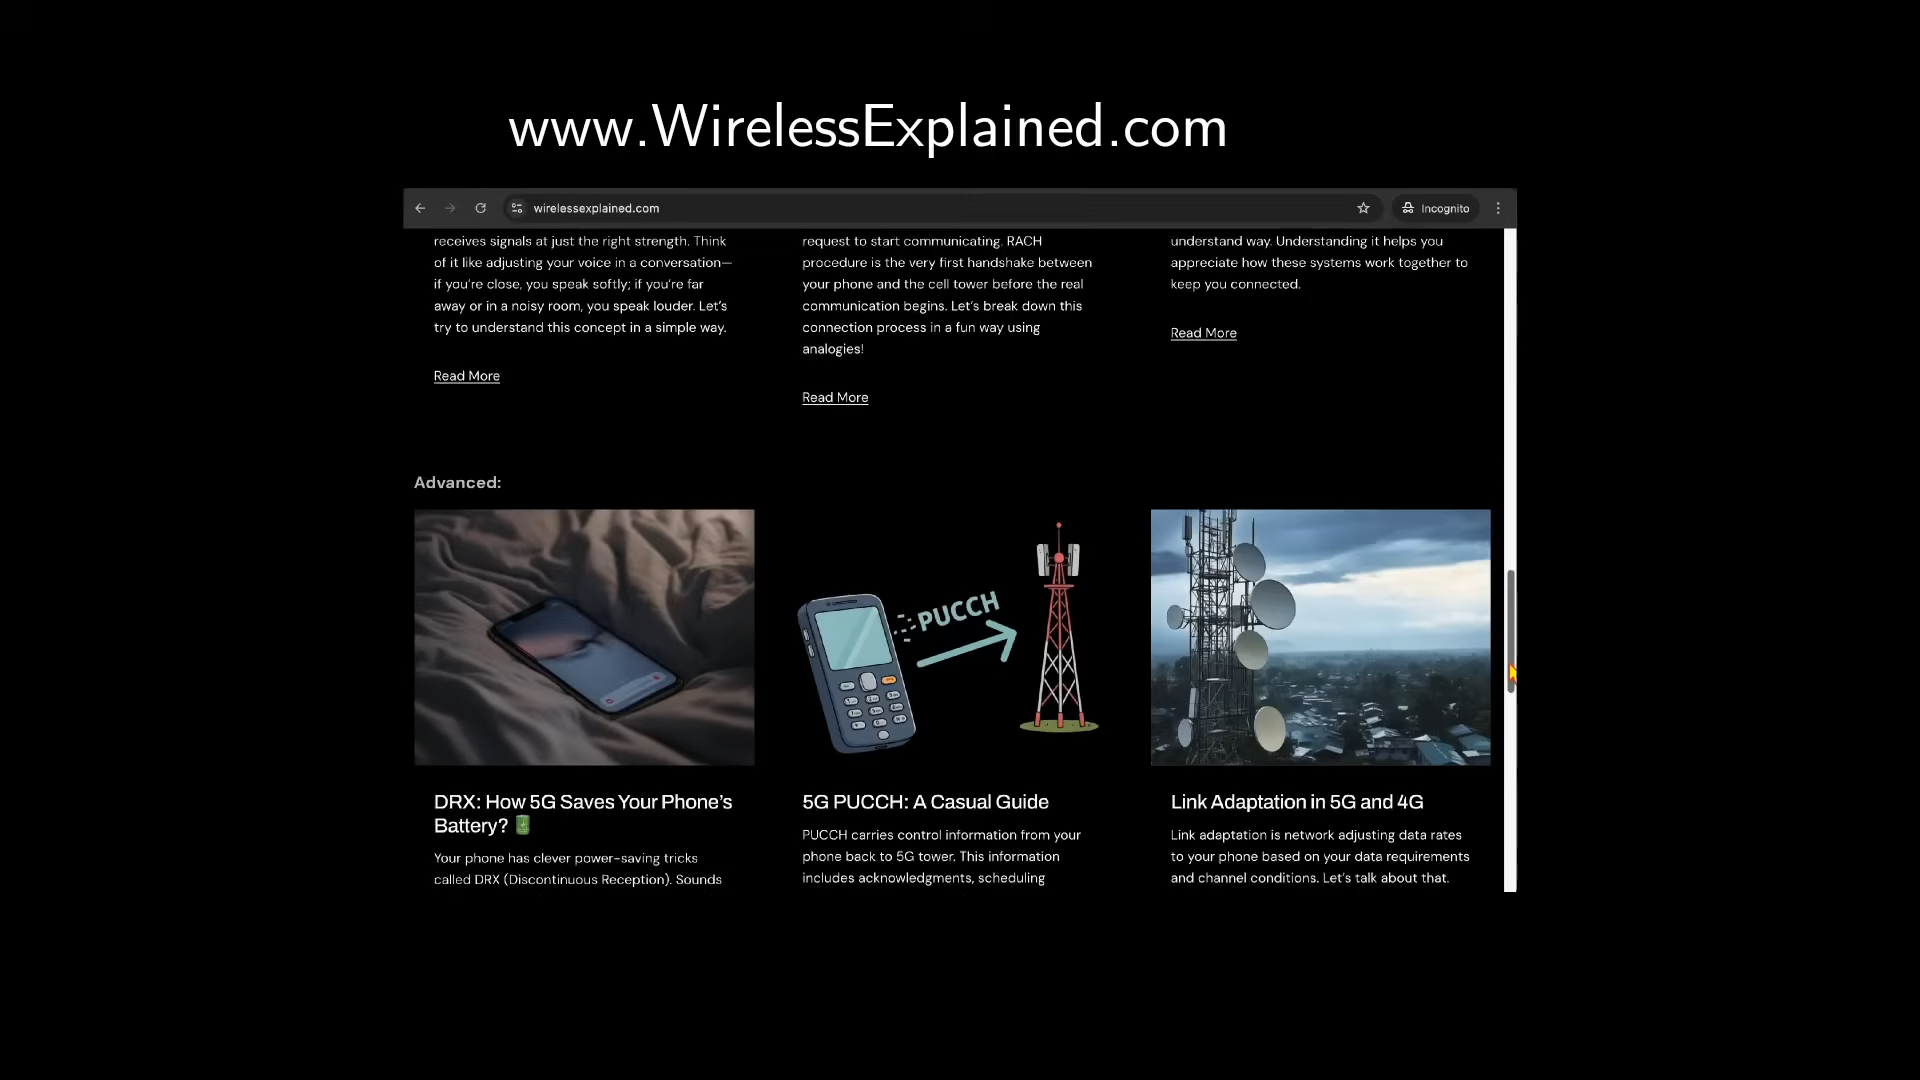 www.WirelessExplained.com
wirelessexplained.com
Incognito
receives signals at just the right strength. Think
of it like adjusting your voice in a conversation—
if you're close, you speak softly; if you're far
away or in a noisy room, you speak louder. Let's
try to understand this concept in a simple way.
Read More
request to start communicating. RACH
procedure is the very first handshake between
your phone and the cell tower before the real
communication begins. Let's break down this
connection process in a fun way using
analogies!
Read More
understand way. Understanding it helps you
appreciate how these systems work together to
keep you connected.
Read More
Advanced:
PUCCH
DRX: How 5G Saves Your Phone's
Battery? 🔋
Your phone has clever power-saving tricks
called DRX (Discontinuous Reception). Sounds
5G PUCCH: A Casual Guide
PUCCH carries control information from your
phone back to 5G tower. This information
includes acknowledgments, scheduling
Link Adaptation in 5G and 4G
Link adaptation is network adjusting data rates
to your phone based on your data requirements
and channel conditions. Let's talk about that.